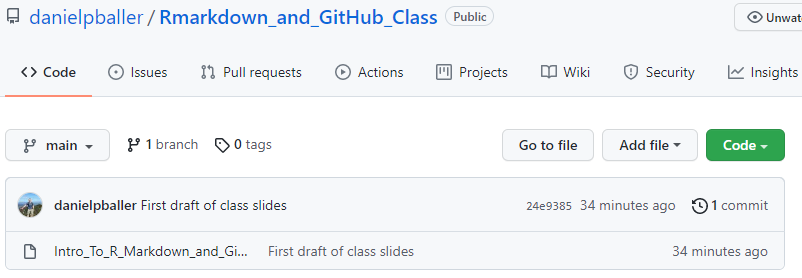 danielpballer / Rmarkdown_and_GitHub_Class Public Unwat
Code Issues Pull requests Actions Projects Wiki Security Insights
main 1 branch 0 tags Go to file Add file Code
danielpballer First draft of class slides 24e9385 34 minutes ago 1 commit
Intro_To_R_Markdown_and_Gi... First draft of class slides 34 minutes ago